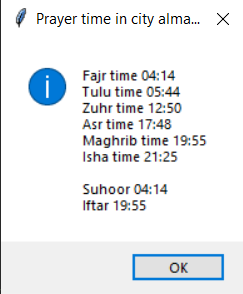 Prayer time in city alma...
Fajr time 04:14
Tulu time 05:44
Zuhr time 12:50
Asr time 17:48
Maghrib time 19:55
Isha time 21:25
Suhoor 04:14
Iftar 19:55
OK